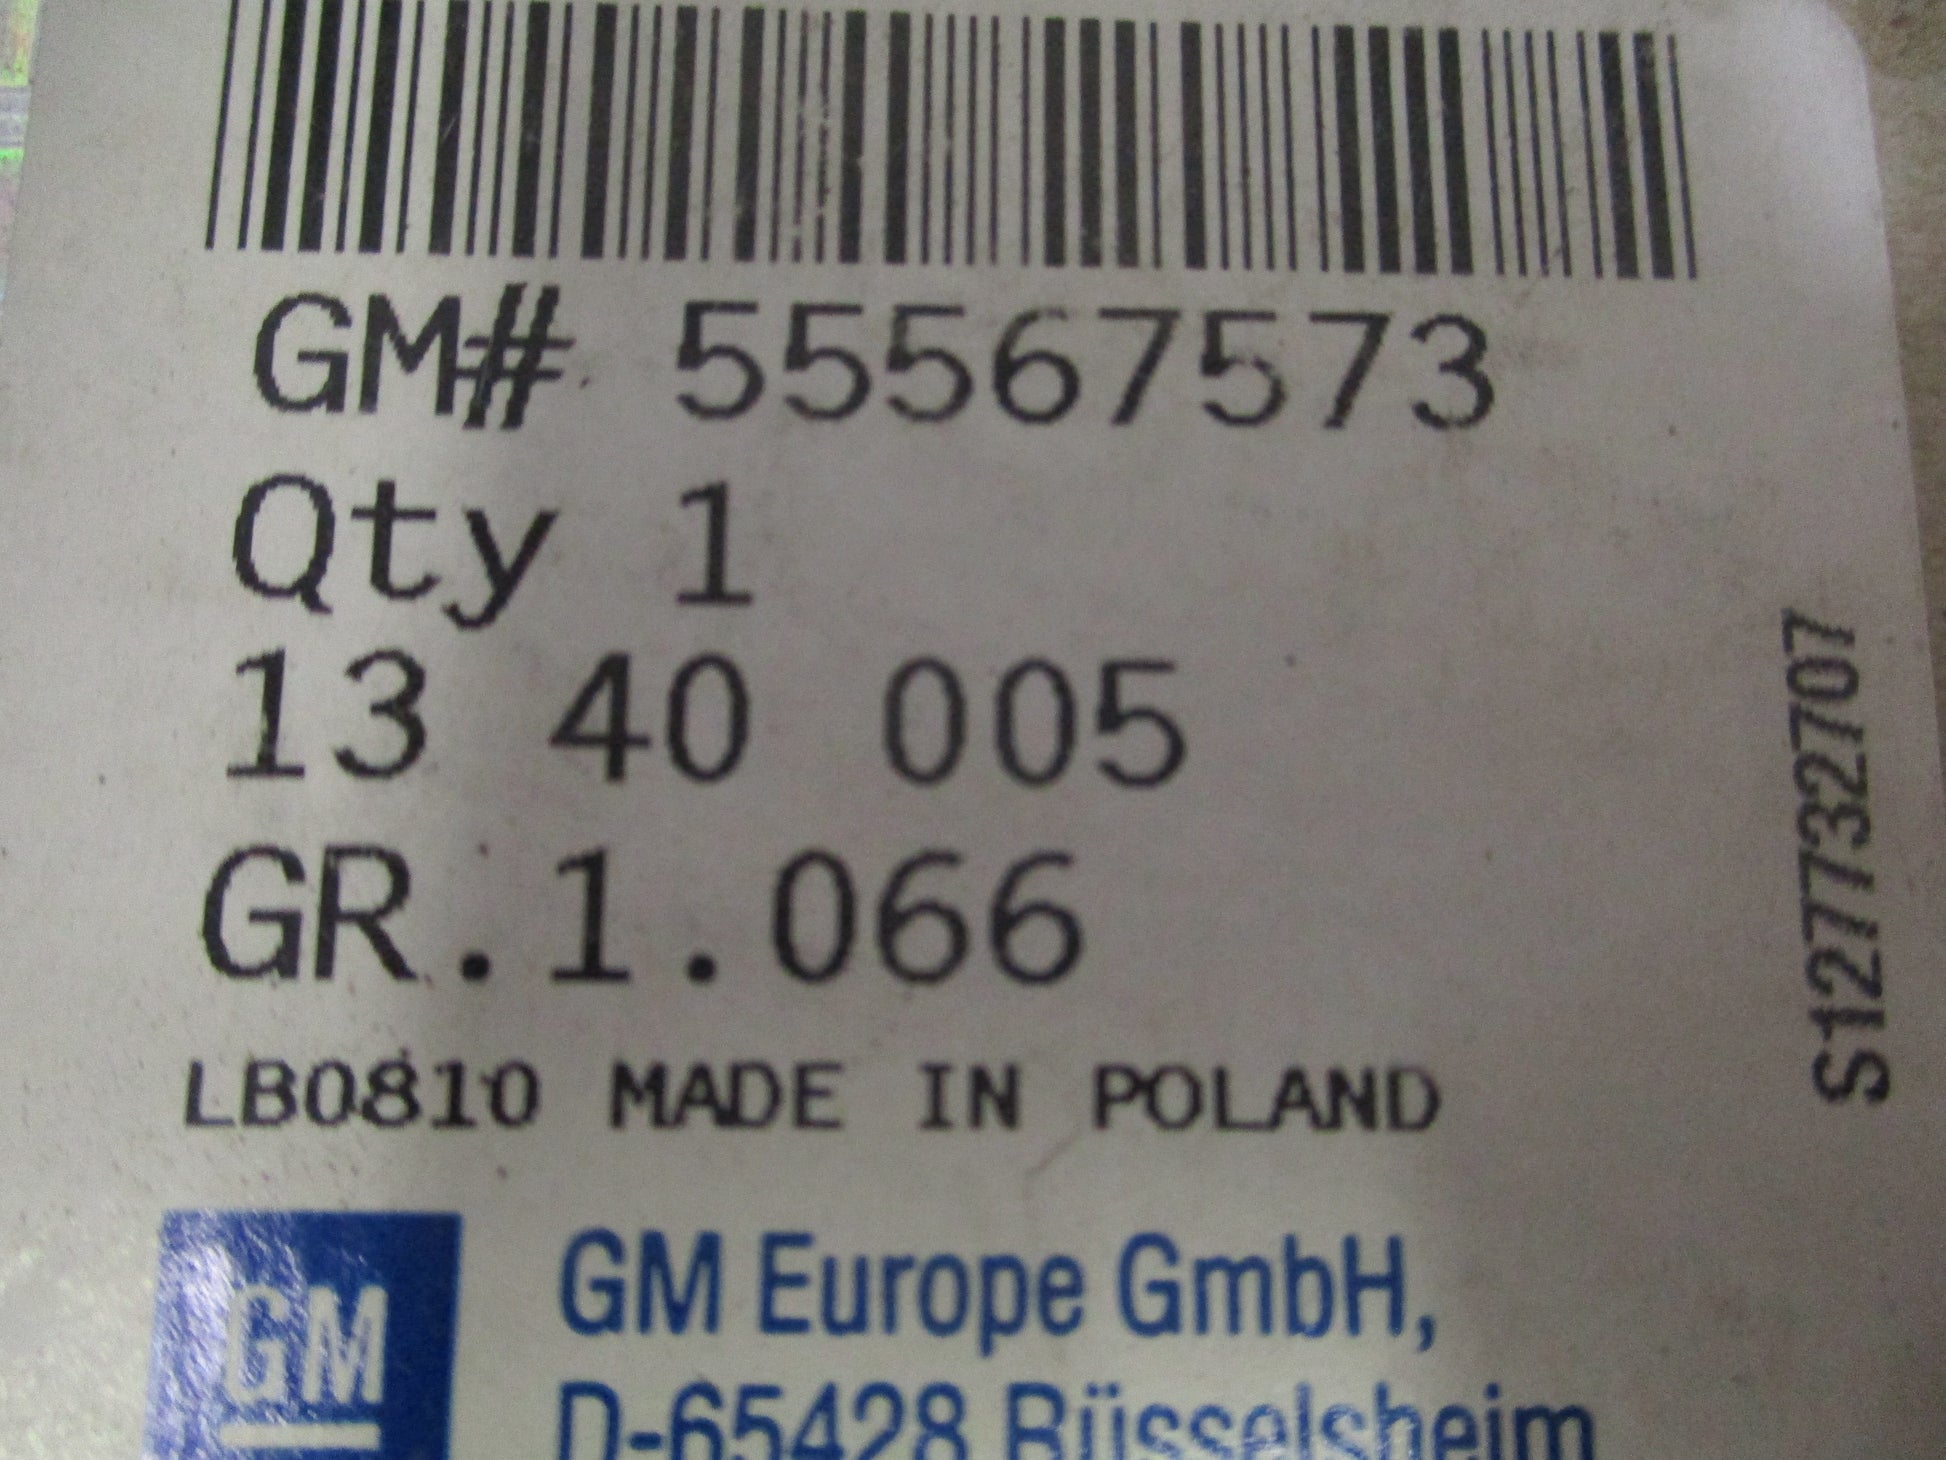 GM# 55567573
Qty 1
13 40 005
GR.1.066
LB0810 MADE IN POLAND
S127732707
GM
GM Europe GmbH,
D-65428 Rüsselsheim